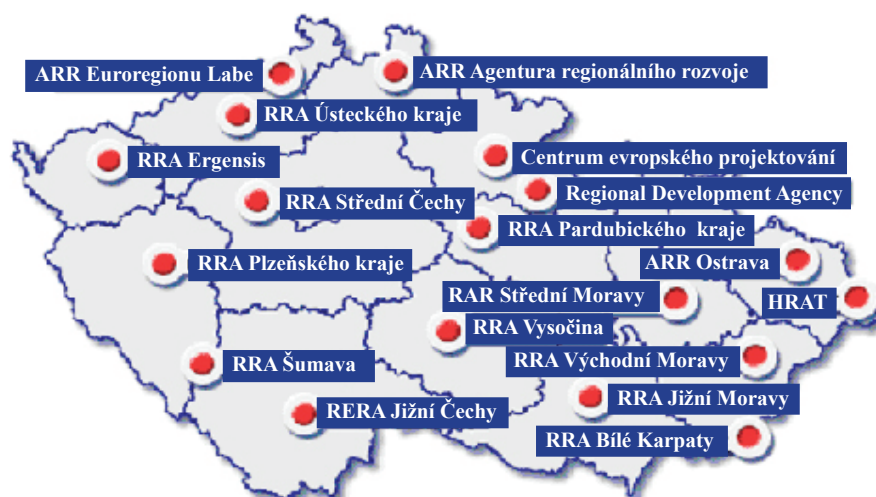 ARR Euroregionu Labe
ARR Agentura regionálního rozvoje
RRA Ústeckého kraje
RRA Ergensis
Centrum evropského projektování
RRA Střední Čechy
Regional Development Agency
RRA Pardubického kraje
RRA Plzeňského kraje
ARR Ostrava
RAR Střední Moravy
HRAT
RRA Vysočina
RRA Východní Moravy
RRA Šumava
RRA Jižní Moravy
RERA Jižní Čechy
RRA Bílé Karpaty